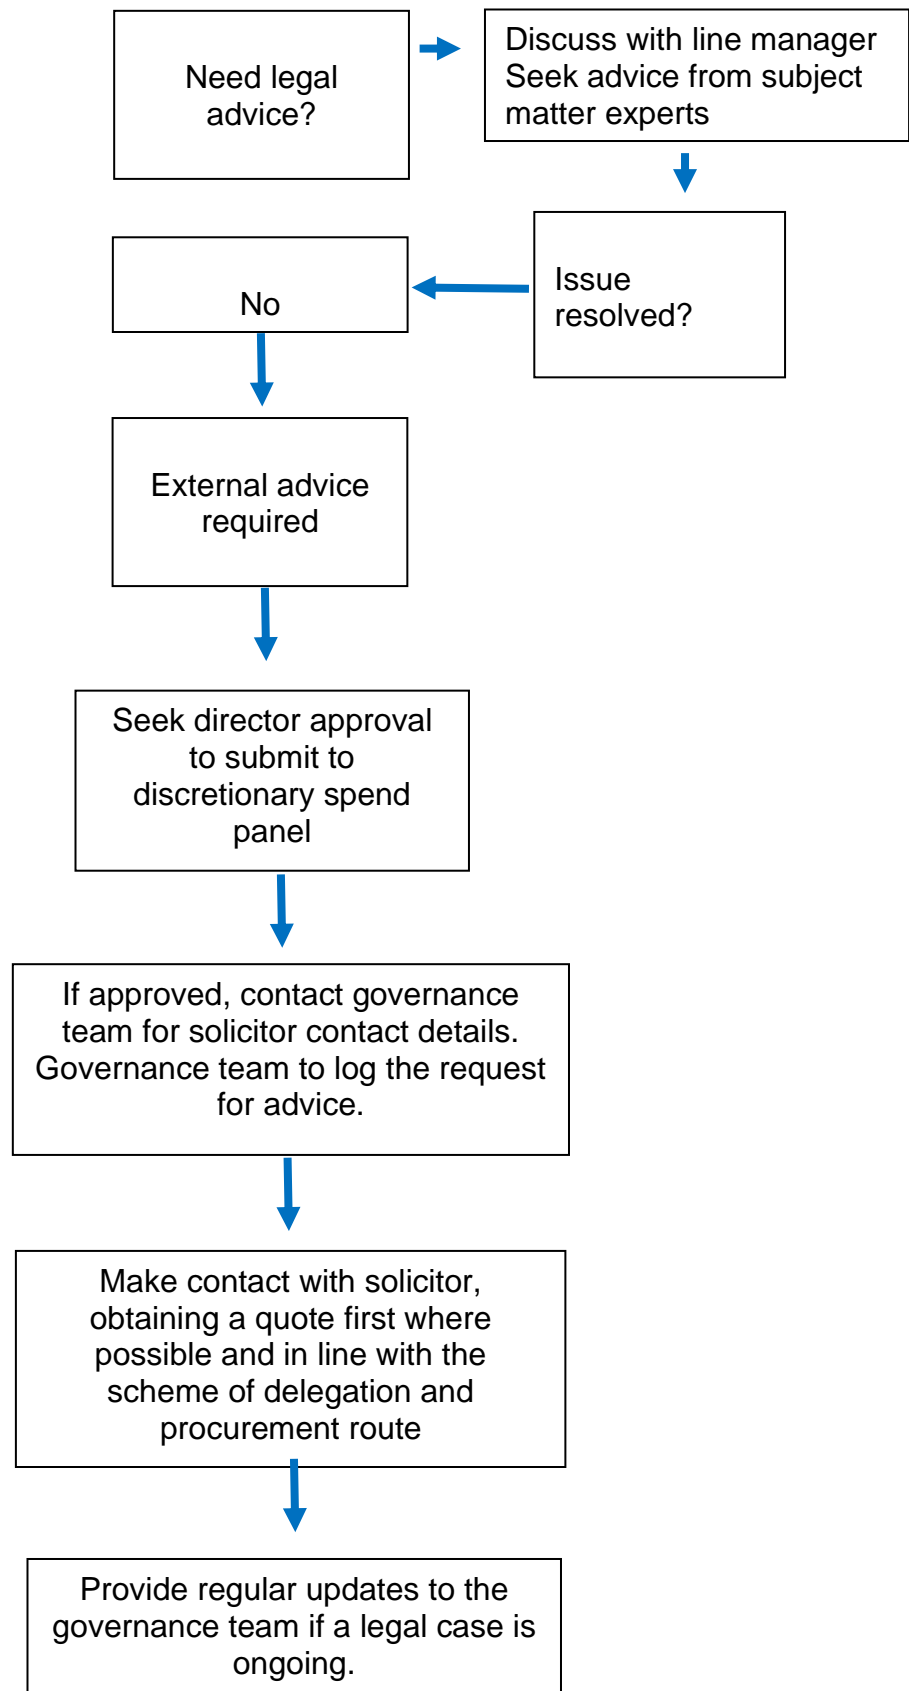 Need legal
advice?
Discuss with line manager
Seek advice from subject
matter experts
Issue
resolved?
No
External advice
required
Seek director approval
to submit to
discretionary spend
panel
If approved, contact governance
team for solicitor contact details.
Governance team to log the request
for advice.
Make contact with solicitor,
obtaining a quote first where
possible and in line with the
scheme of delegation and
procurement route
Provide regular updates to the
governance team if a legal case is
ongoing.